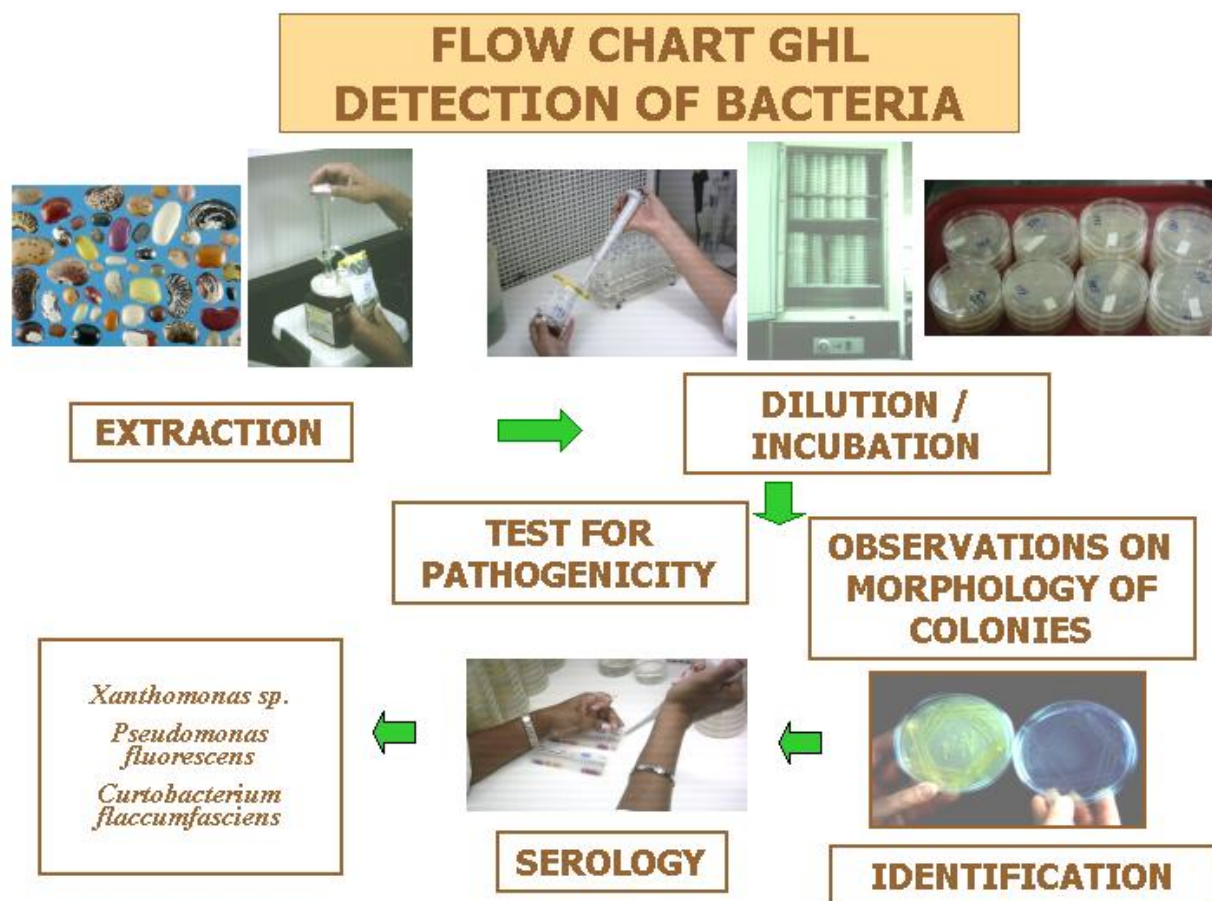 FLOW CHART GHL
DETECTION OF BACTERIA
EXTRACTION
DILUTION /
INCUBATION
TEST FOR
PATHOGENICITY
OBSERVATIONS ON
MORPHOLOGY OF
COLONIES
Xanthomonas sp.
Pseudomonas
fluorescens
Curtobacterium
flaccumfasciens
SEROLOGY
IDENTIFICATION